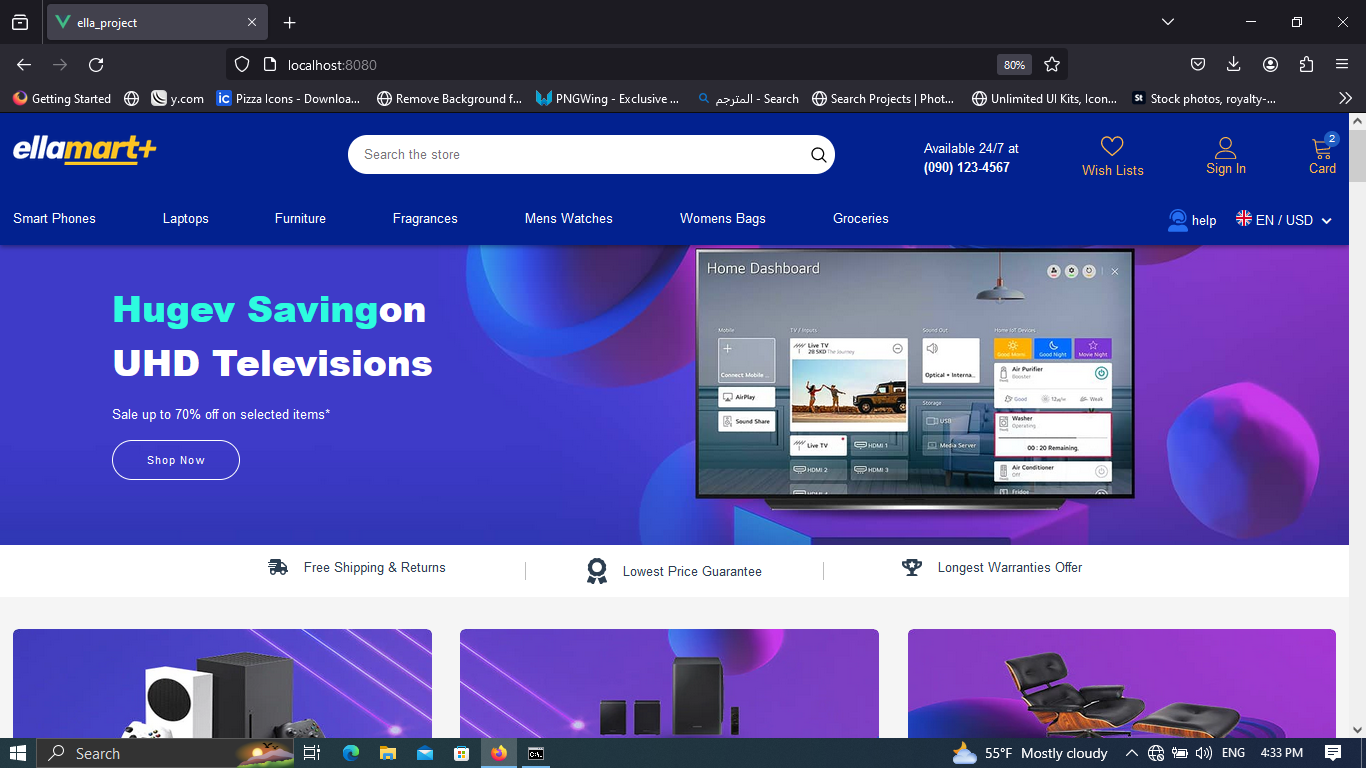 ella_project
localhost:8080
80%
Getting Started
y.com
Pizza Icons - Downloa...
Remove Background f...
PNGWing - Exclusive ...
المترجم - Search
Search Projects | Phot...
Unlimited UI Kits, Icon...
Stock photos, royalty-...
ellamart+
Search the store
Available 24/7 at
(090) 123-4567
Wish Lists
Sign In
2
Card
Smart Phones
Laptops
Furniture
Fragrances
Mens Watches
Womens Bags
Groceries
help
EN / USD
Hugev Savingon
UHD Televisions
Sale up to 70% off on selected items*
Shop Now
Home Dashboard
Mobile
TV / Inputs
Sound Out
Home IoT Devices
Connect Mobile ...
AirPlay
Sound Share
Live TV
28 SKD The Journey
Live TV
HDMI 1
HDMI 2
HDMI 3
Optical + Interna...
Storage
USB
Media Server
Good Night
Movie Night
Air Purifier
Booster
Good
Weak
Washer
Operating
00 : 20 Remaining.
Air Conditioner
Off
Fridge
Free Shipping & Returns
Lowest Price Guarantee
Longest Warranties Offer
Search
55°F Mostly cloudy
ENG
4:33 PM